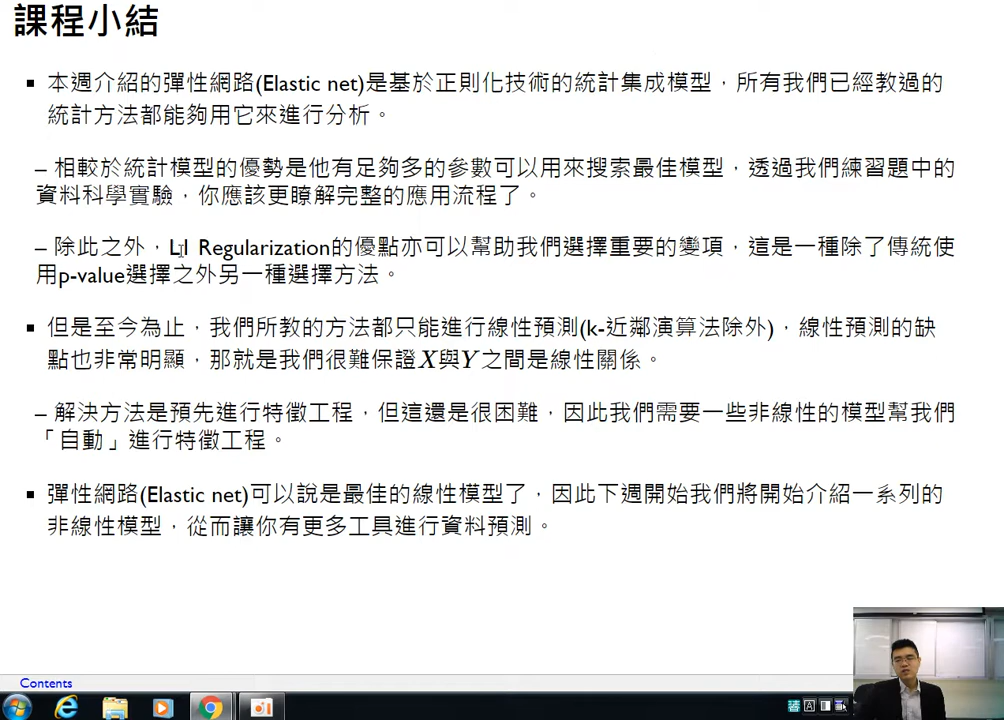 課程小結
▪ 本週介紹的彈性網路(Elastic net)是基於正則化技術的統計集成模型，所有我們已經教過的
統計方法都能夠用它來進行分析。
– 相較於統計模型的優勢是他有足夠多的參數可以用來搜索最佳模型，透過我們練習題中的
資料科學實驗，你應該更瞭解完整的應用流程了。
– 除此之外，L1 Regularization的優點亦可以幫助我們選擇重要的變項，這是一種除了傳統使
用p-value選擇之外另一種選擇方法。
▪ 但是至今為止，我們所教的方法都只能進行線性預測(k-近鄰演算法除外)，線性預測的缺
點也非常明顯，那就是我們很難保證X與Y之間是線性關係。
– 解決方法是預先進行特徵工程，但這還是很困難，因此我們需要一些非線性的模型幫我們
「自動」進行特徵工程。
▪ 彈性網路(Elastic net)可以說是最佳的線性模型了，因此下週開始我們將開始介紹一系列的
非線性模型，從而讓你有更多工具進行資料預測。
Contents